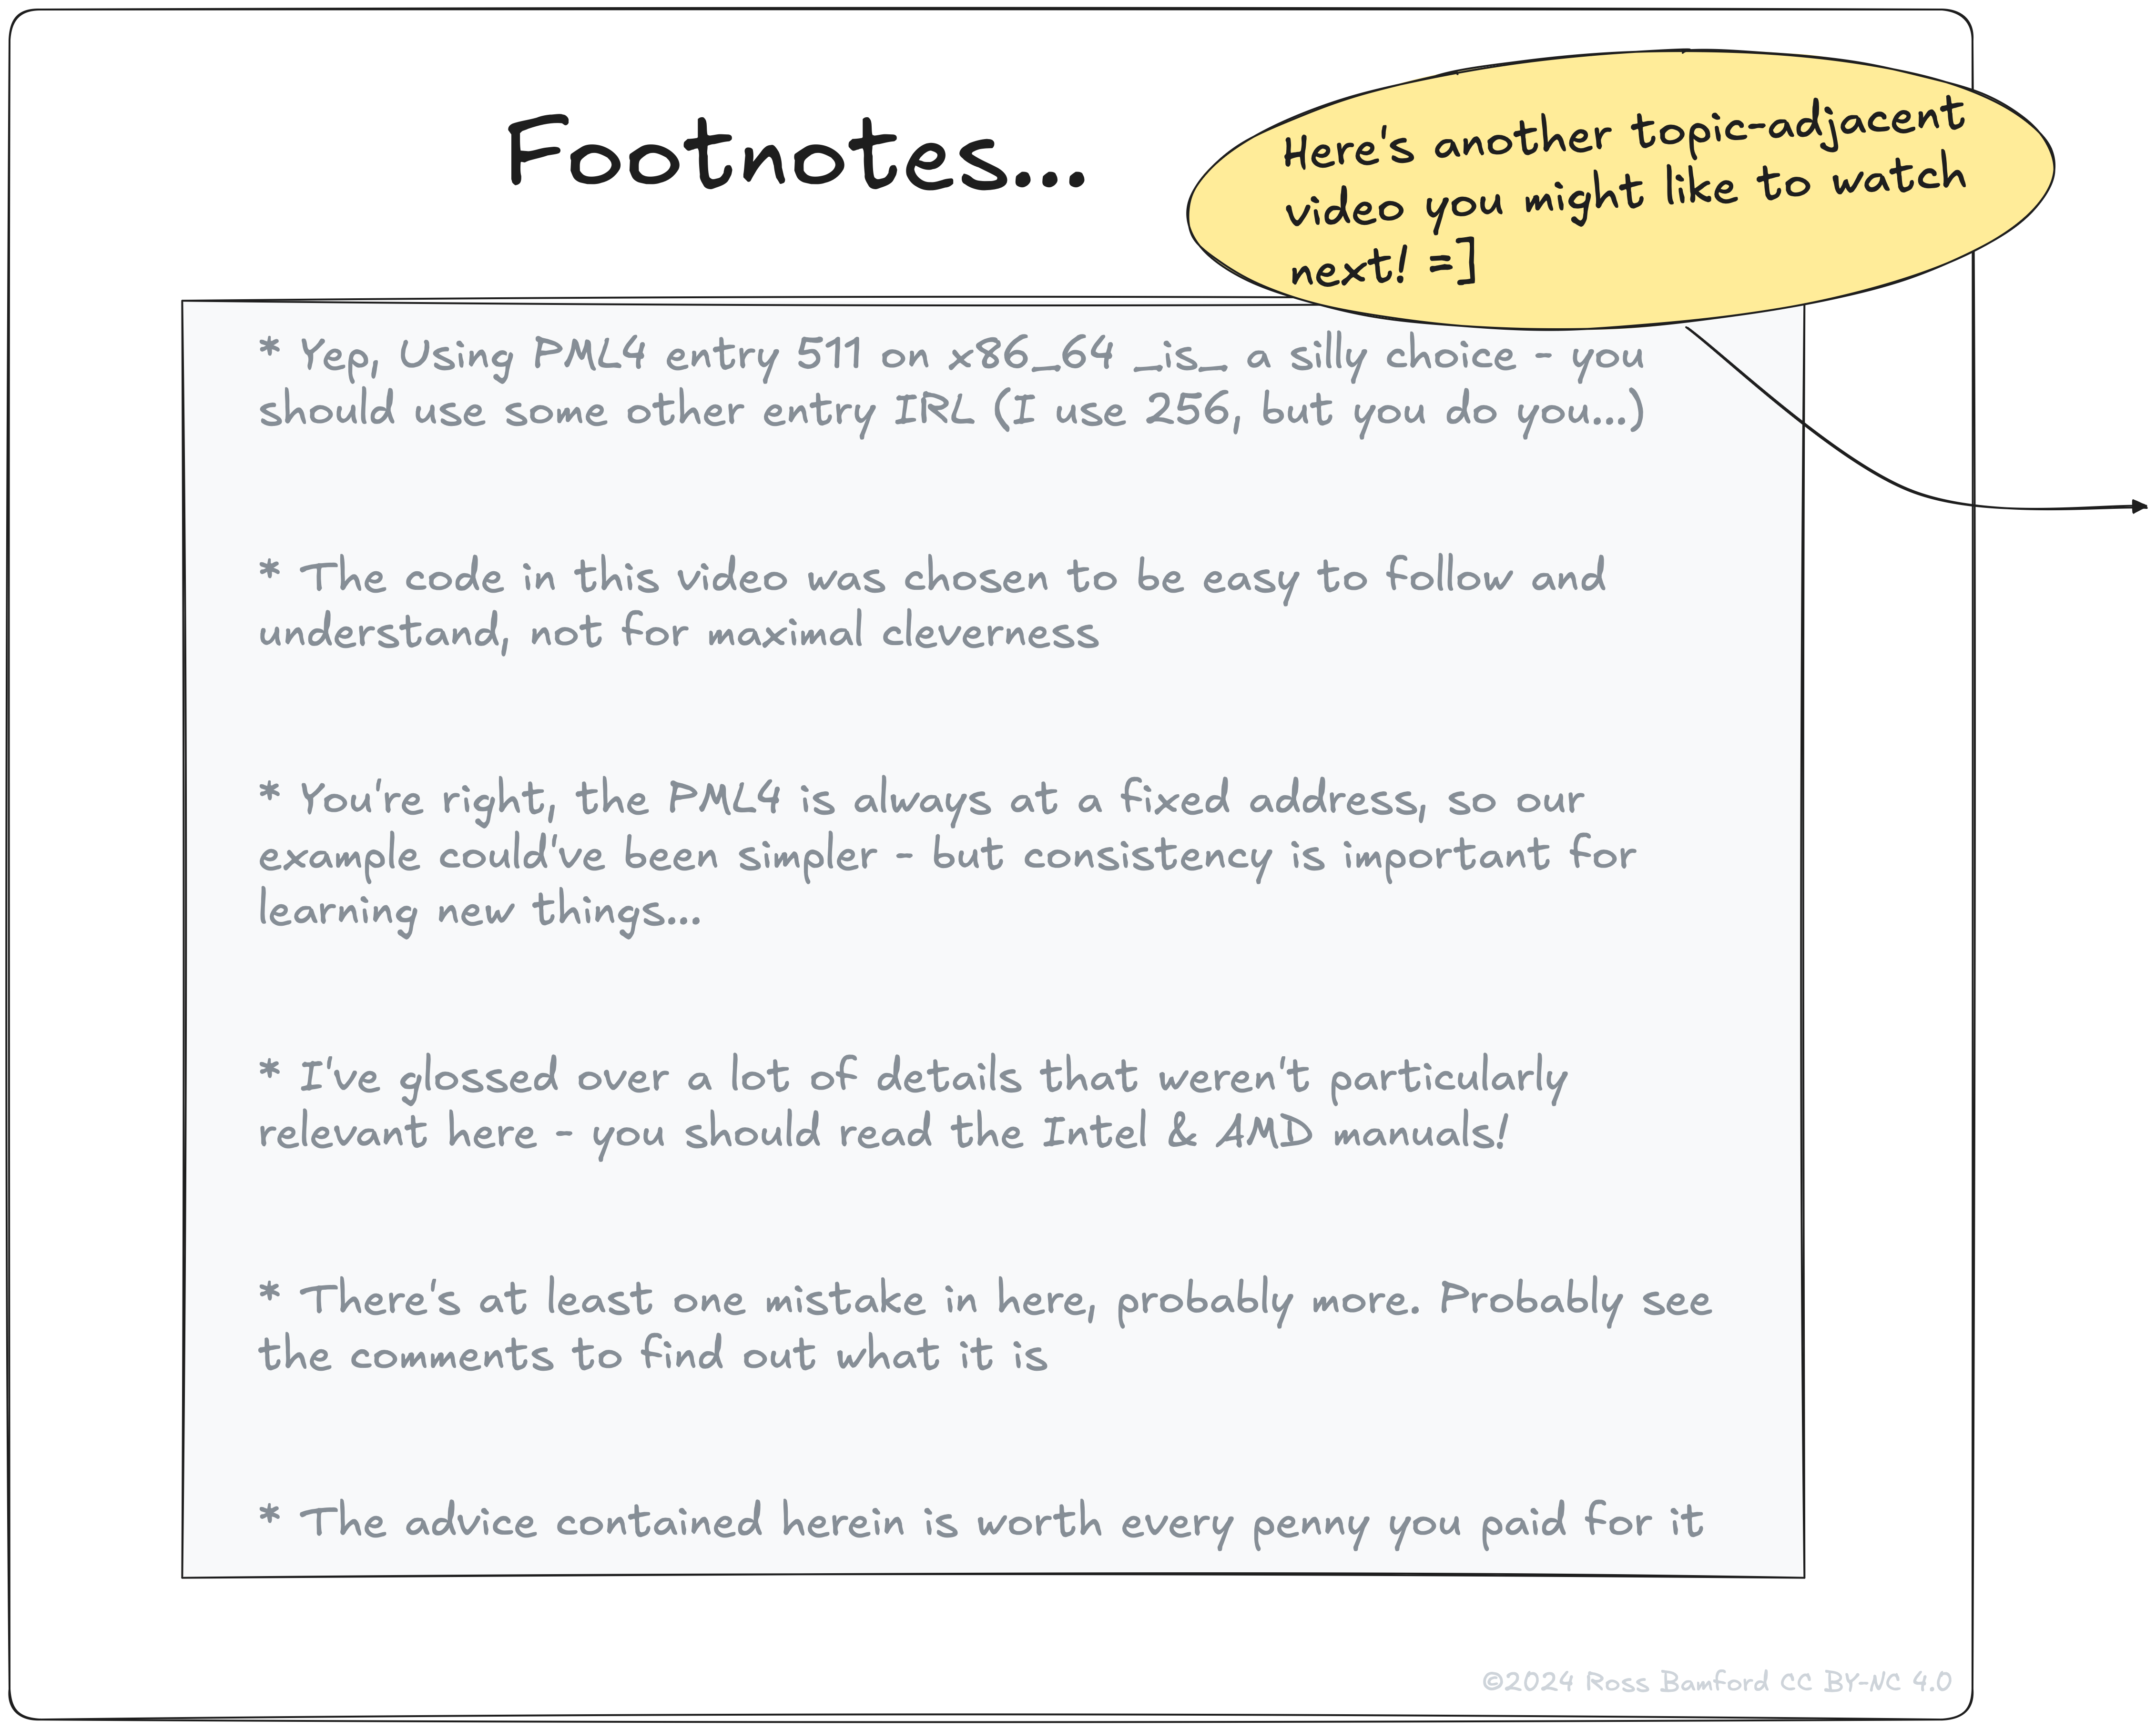 Footnotes...
Here's another topic-adjacent
video you might like to watch
next! =]
* Yep, Using PML4 entry 511 on x86_64 _is_ a silly choice - you
should use some other entry IRL (I use 256, but you do you...)
* The code in this video was chosen to be easy to follow and
understand, not for maximal cleverness
* You're right, the PML4 is always at a fixed address, so our
example could've been simpler - but consistency is important for
learning new things...
* I've glossed over a lot of details that weren't particularly
relevant here - you should read the Intel & AMD manuals!
* There's at least one mistake in here, probably more. Probably see
the comments to find out what it is
* The advice contained herein is worth every penny you paid for it
©2024 Ross Bamford CC BY-NC 4.0